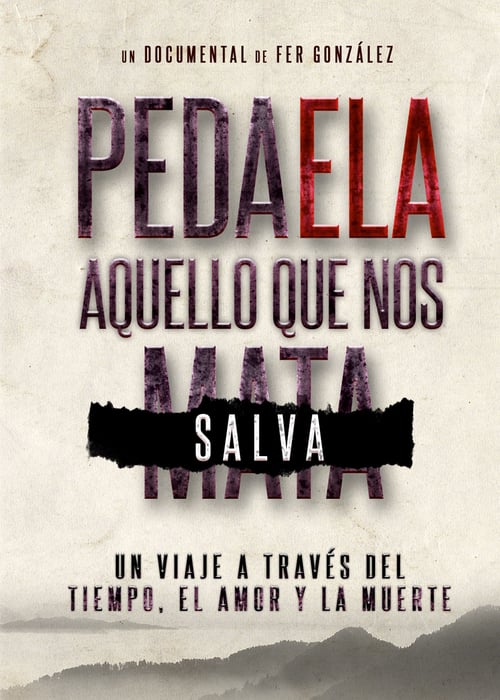 UN DOCUMENTAL DE FER GONZÁLEZ
PEDAELA
AQUELLO QUE NOS
MATA
SALVA
UN VIAJE A TRAVÉS DEL
TIEMPO, EL AMOR Y LA MUERTE